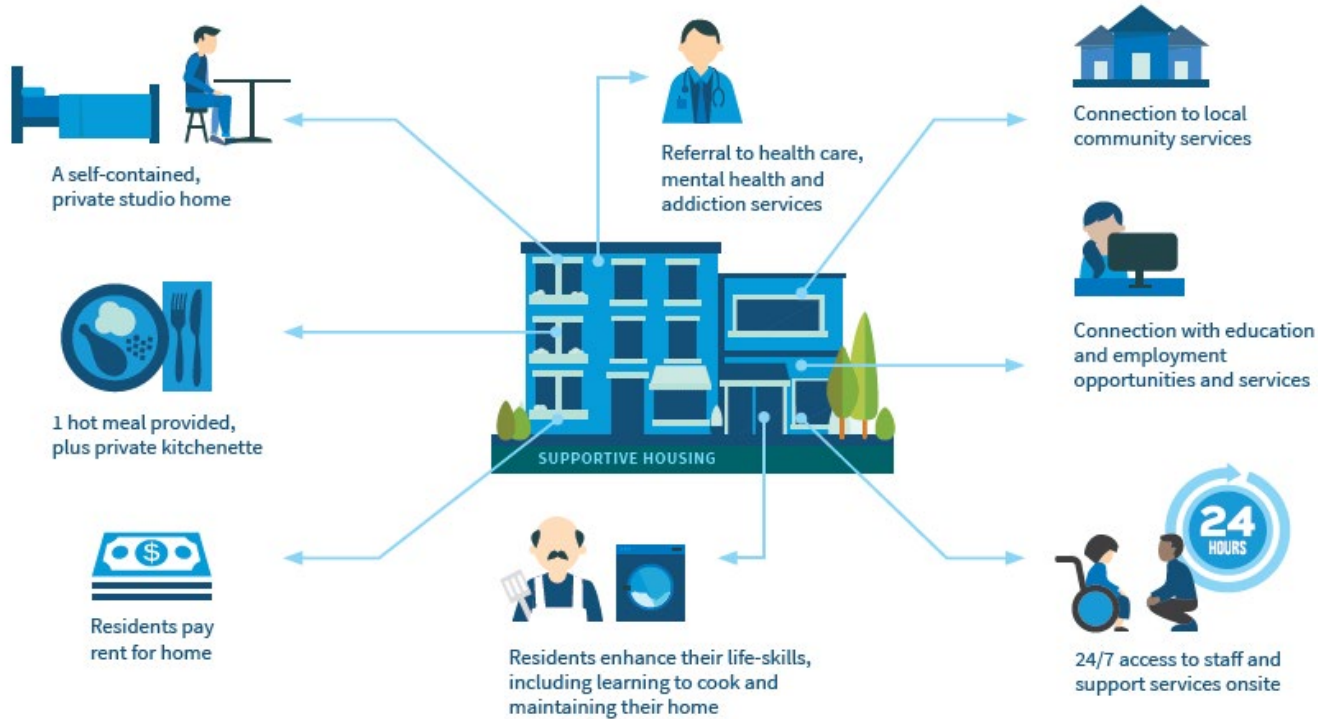 A self-contained,
private studio home
Referral to health care,
mental health and
addiction services
Connection to local
community services
1 hot meal provided,
plus private kitchenette
Connection with education
and employment
opportunities and services
SUPPORTIVE HOUSING
$
Residents pay
rent for home
Residents enhance their life-skills,
including learning to cook and
maintaining their home
24
HOURS
24/7 access to staff and
support services onsite